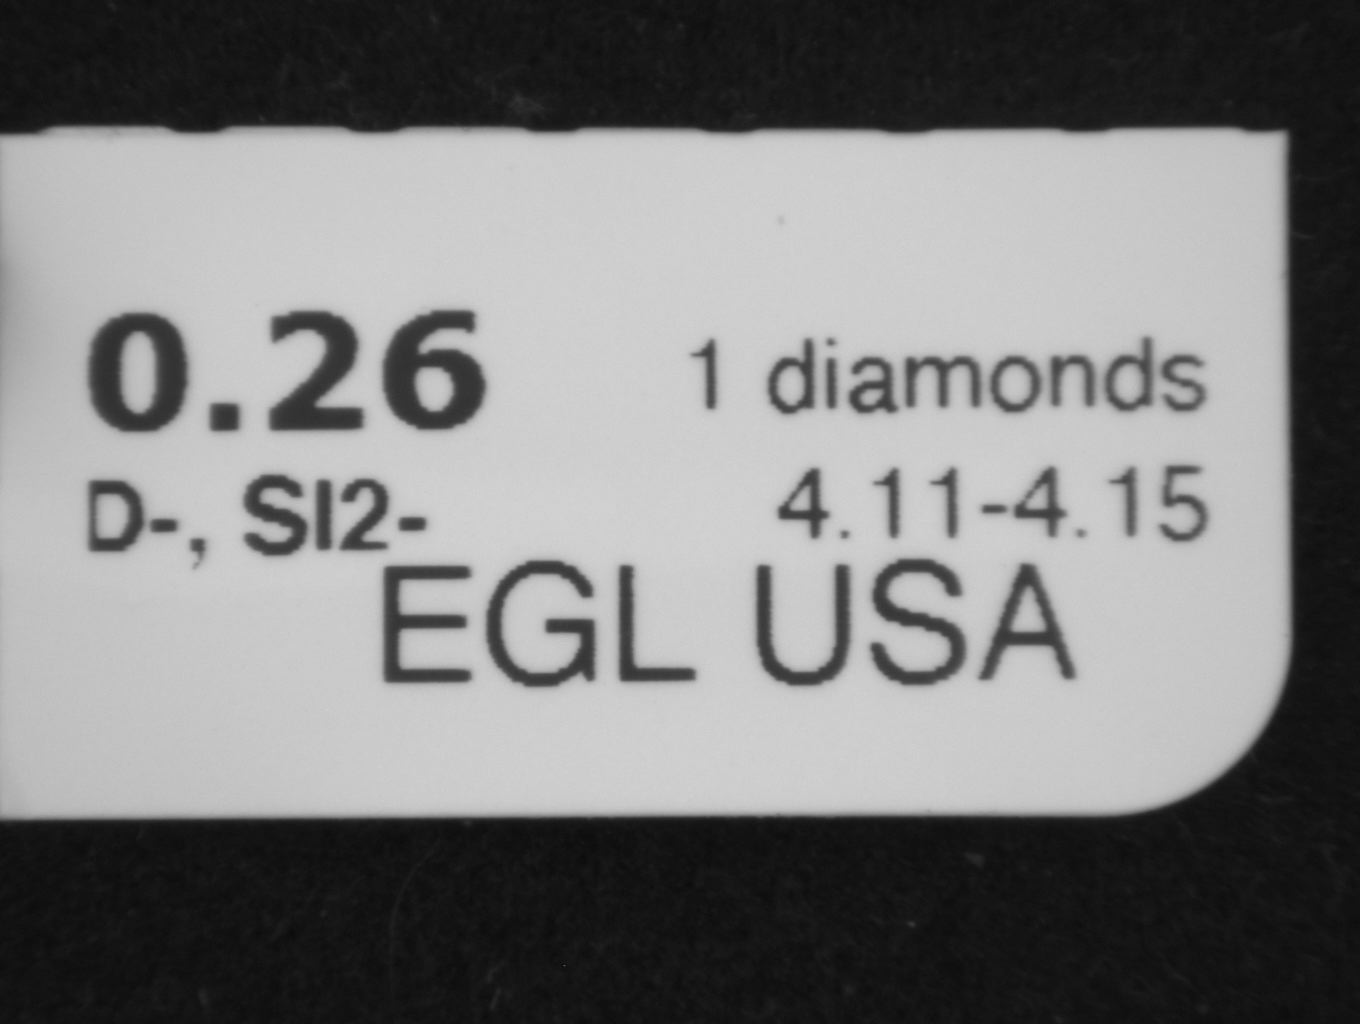 0.26 1 diamonds
D-, SI2- 4.11-4.15
EGL USA